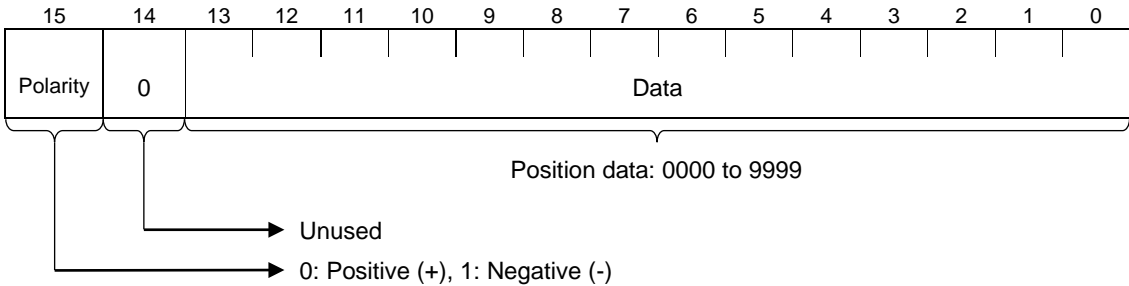 15 14 13 12 11 10 9 8 7 6 5 4 3 2 1 0
Polarity 0 Data
Position data: 0000 to 9999
Unused
0: Positive (+), 1: Negative (-)